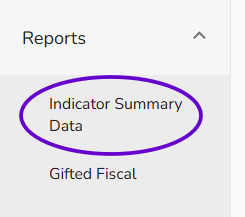 Reports
Indicator Summary
Data
Gifted Fiscal